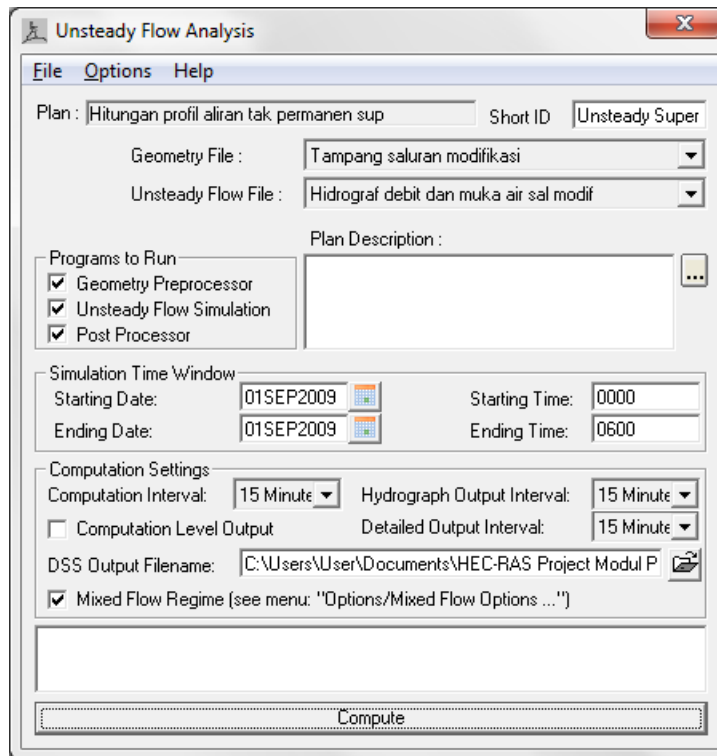 Unsteady Flow Analysis
File Options Help
Plan : Hitungan profil aliran tak permanen sup Short ID Unsteady Super
Geometry File : Tampang saluran modifikasi
Unsteady Flow File : Hidrograf debit dan muka air sal modif
Plan Description :
Programs to Run
Geometry Preprocessor
...
Unsteady Flow Simulation
Post Processor
Simulation Time Window
Starting Date: 01SEP2009 Starting Time: 0000
Ending Date: 01SEP2009 Ending Time: 0600
Computation Settings
Computation Interval: 15 Minute Hydrograph Output Interval: 15 Minute
Computation Level Output Detailed Output Interval: 15 Minute
DSS Output Filename: C:\Users\User\Documents\HEC-RAS Project Modul P
Mixed Flow Regime (see menu: "Options/Mixed Flow Options ...")
Compute